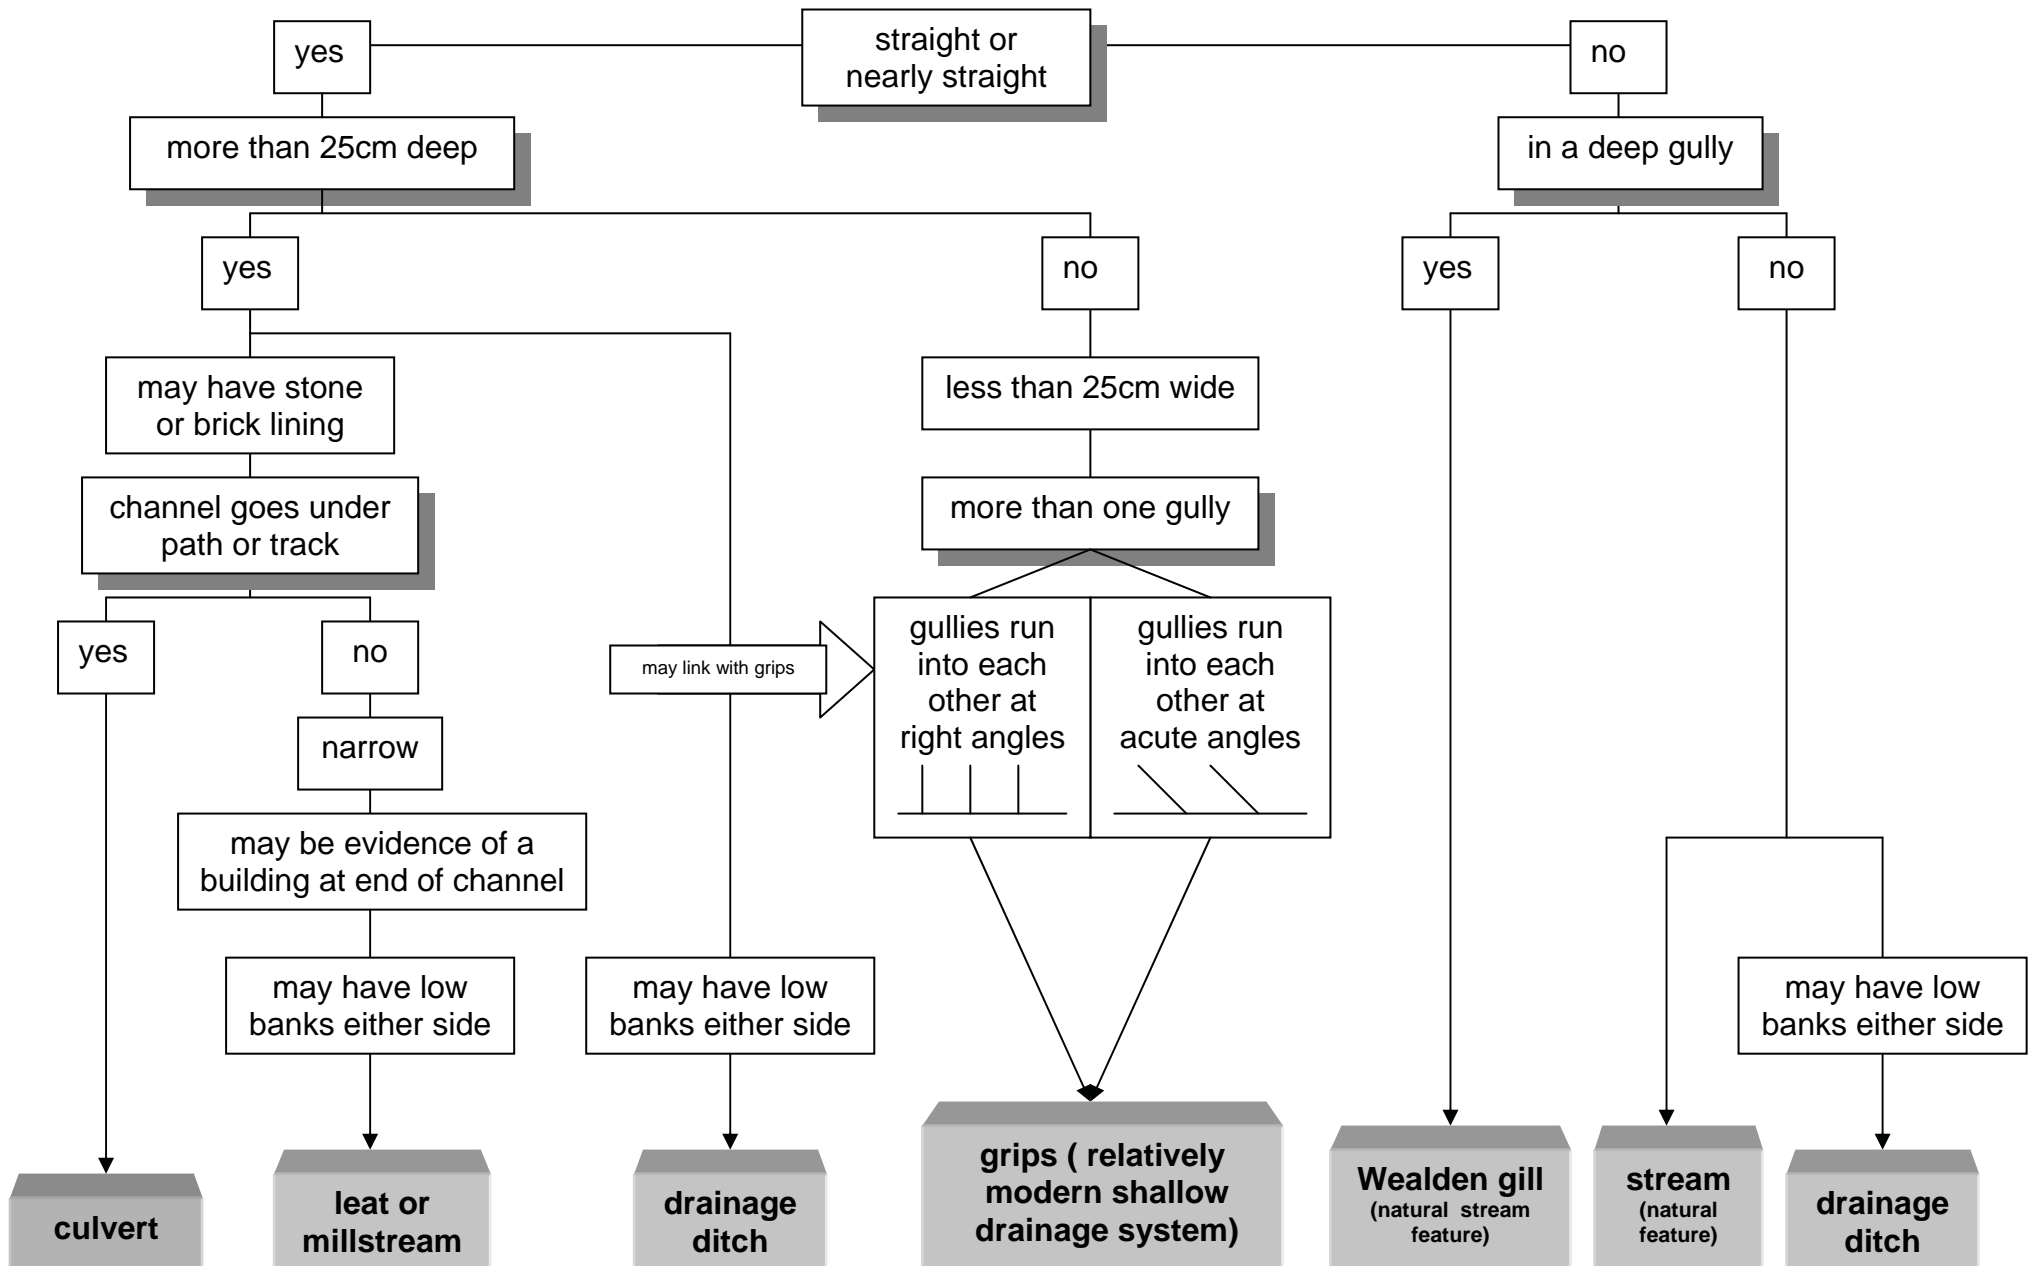 straight or
nearly straight
yes
no
more than 25cm deep
in a deep gully
yes
no
yes
no
may have stone
or brick lining
less than 25cm wide
channel goes under
path or track
more than one gully
yes
no
may link with grips
gullies run
into each
other at
right angles
gullies run
into each
other at
acute angles
narrow
may be evidence of a
building at end of channel
may have low
banks either side
may have low
banks either side
may have low
banks either side
culvert
leat or
millstream
drainage
ditch
grips ( relatively
modern shallow
drainage system)
Wealden gill
(natural stream
feature)
stream
(natural
feature)
drainage
ditch